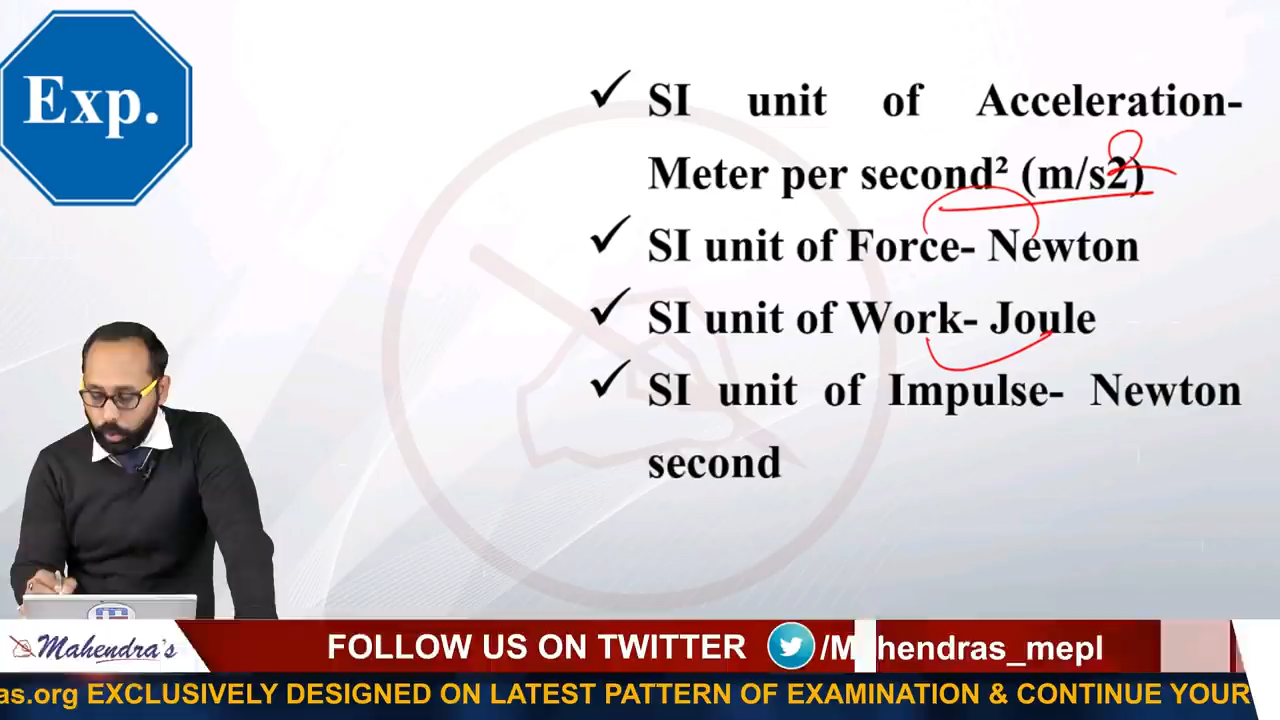 Exp.
✓ SI unit of Acceleration-
Meter per second² (m/s2)
2
✓ SI unit of Force- Newton
✓ SI unit of Work- Joule
✓ SI unit of Impulse- Newton
second
Mahendra's
FOLLOW US ON TWITTER /Mahendras_mepl
as.org EXCLUSIVELY DESIGNED ON LATEST PATTERN OF EXAMINATION & CONTINUE YOUR